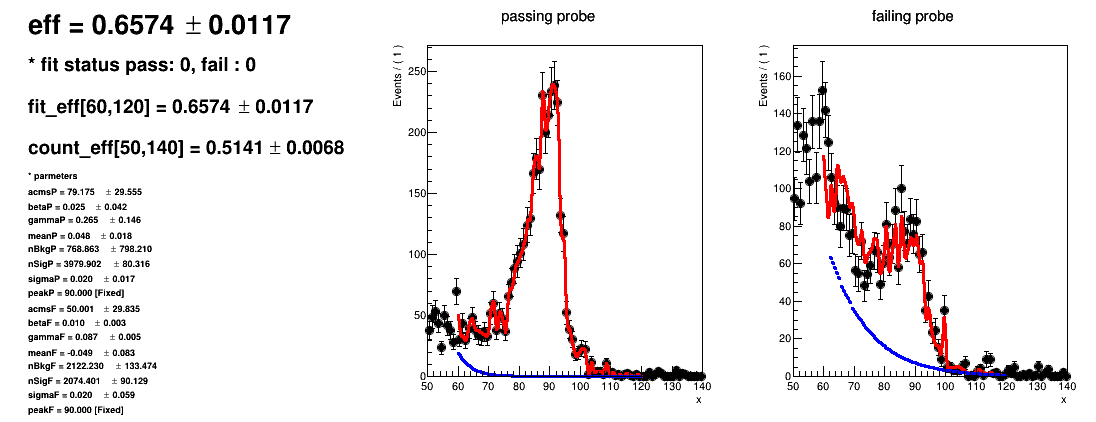 eff = 0.6574 ± 0.0117
* fit status pass: 0, fail : 0
fit_eff[60,120] = 0.6574 ± 0.0117
count_eff[50,140] = 0.5141 ± 0.0068
* parmeters
acmsP = 79.175 ± 29.555
betaP = 0.025 ± 0.042
gammaP = 0.265 ± 0.146
meanP = 0.048 ± 0.018
nBkgP = 768.863 ± 798.210
nSigP = 3979.902 ± 80.316
sigmaP = 0.020 ± 0.017
peakP = 90.000 [Fixed]
acmsF = 50.001 ± 29.835
betaF = 0.010 ± 0.003
gammaF = 0.087 ± 0.005
meanF = -0.049 ± 0.083
nBkgF = 2122.230 ± 133.474
nSigF = 2074.401 ± 90.129
sigmaF = 0.020 ± 0.059
peakF = 90.000 [Fixed]
passing probe
Events / ( 1 )
250
200
150
100
50
0
50 60 70 80 90 100 110 120 130 140
x
failing probe
Events / ( 1 )
160
140
120
100
80
60
40
20
0
50 60 70 80 90 100 110 120 130 140
x